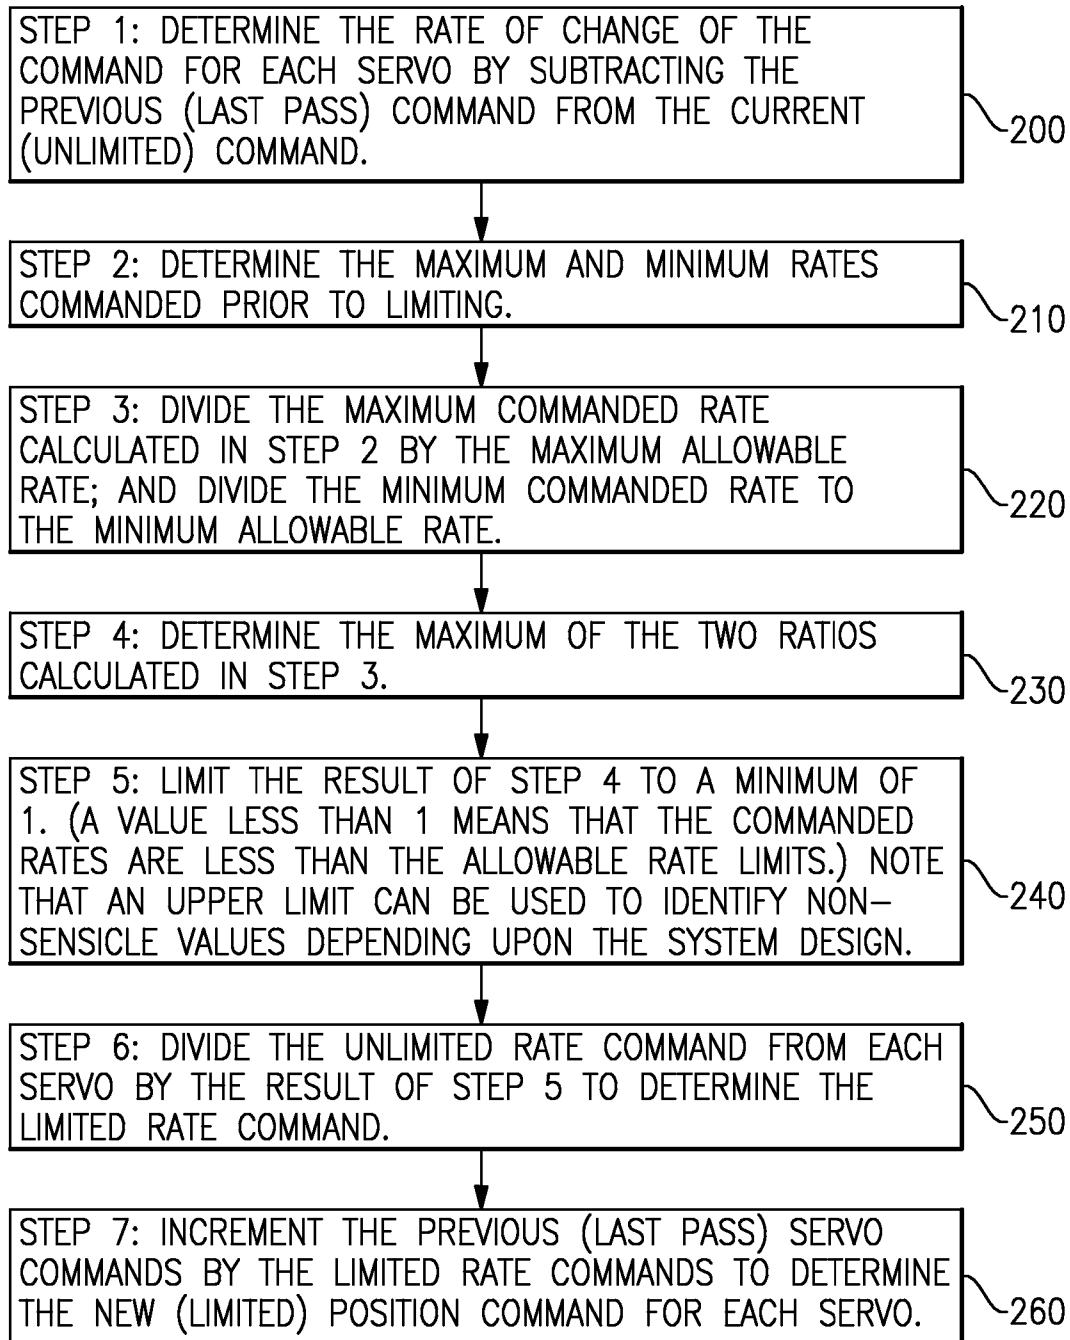 STEP 1: DETERMINE THE RATE OF CHANGE OF THE
COMMAND FOR EACH SERVO BY SUBTRACTING THE
PREVIOUS (LAST PASS) COMMAND FROM THE CURRENT
(UNLIMITED) COMMAND.
200
STEP 2: DETERMINE THE MAXIMUM AND MINIMUM RATES
COMMANDED PRIOR TO LIMITING.
210
STEP 3: DIVIDE THE MAXIMUM COMMANDED RATE
CALCULATED IN STEP 2 BY THE MAXIMUM ALLOWABLE
RATE; AND DIVIDE THE MINIMUM COMMANDED RATE TO
THE MINIMUM ALLOWABLE RATE.
220
STEP 4: DETERMINE THE MAXIMUM OF THE TWO RATIOS
CALCULATED IN STEP 3.
230
STEP 5: LIMIT THE RESULT OF STEP 4 TO A MINIMUM OF
1. (A VALUE LESS THAN 1 MEANS THAT THE COMMANDED
RATES ARE LESS THAN THE ALLOWABLE RATE LIMITS.) NOTE
THAT AN UPPER LIMIT CAN BE USED TO IDENTIFY NON-
SENSICLE VALUES DEPENDING UPON THE SYSTEM DESIGN.
240
STEP 6: DIVIDE THE UNLIMITED RATE COMMAND FROM EACH
SERVO BY THE RESULT OF STEP 5 TO DETERMINE THE
LIMITED RATE COMMAND.
250
STEP 7: INCREMENT THE PREVIOUS (LAST PASS) SERVO
COMMANDS BY THE LIMITED RATE COMMANDS TO DETERMINE
THE NEW (LIMITED) POSITION COMMAND FOR EACH SERVO.
260